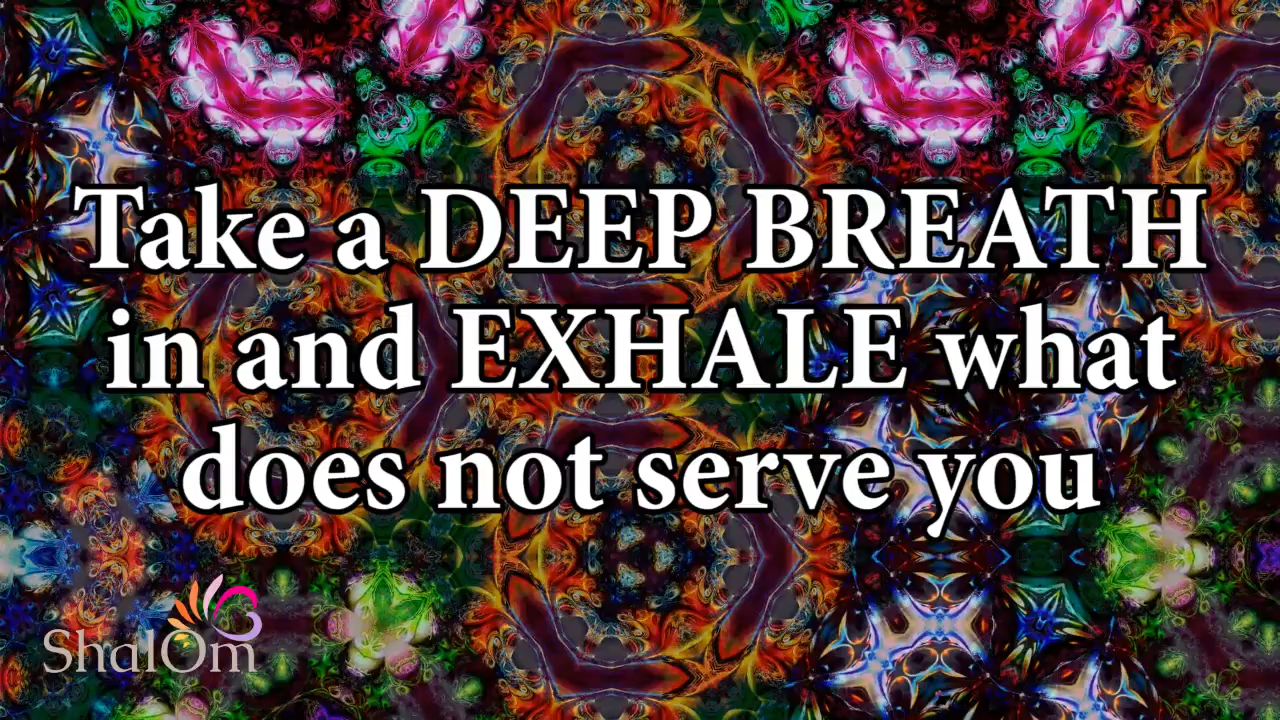 Take a DEEP BREATH
in and EXHALE what
does not serve you
ShalOm